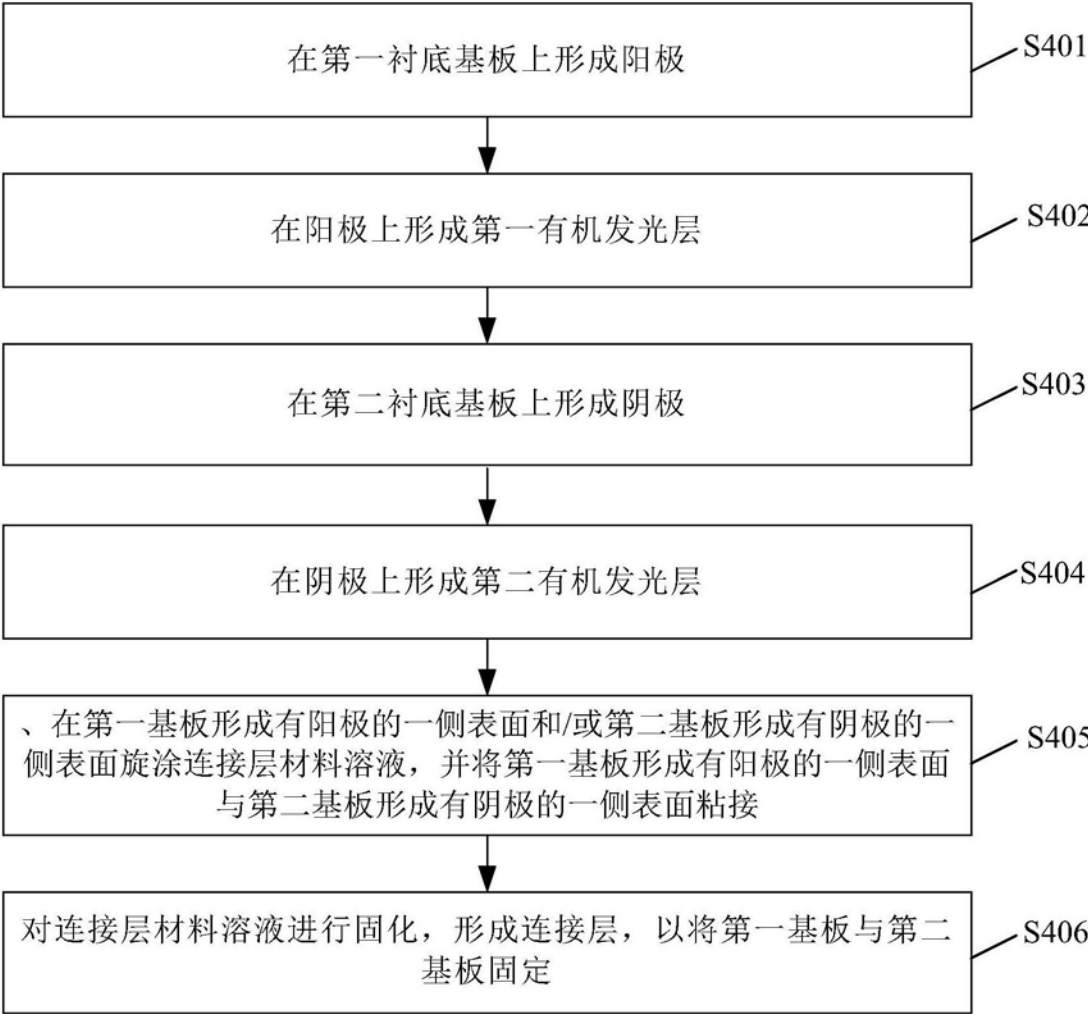 在第一衬底基板上形成阳极
S401
在阳极上形成第一有机发光层
S402
在第二衬底基板上形成阴极
S403
在阴极上形成第二有机发光层
S404
、在第一基板形成有阳极的一侧表面和/或第二基板形成有阴极的一
侧表面旋涂连接层材料溶液，并将第一基板形成有阳极的一侧表面
与第二基板形成有阴极的一侧表面粘接
S405
对连接层材料溶液进行固化，形成连接层，以将第一基板与第二
基板固定
S406